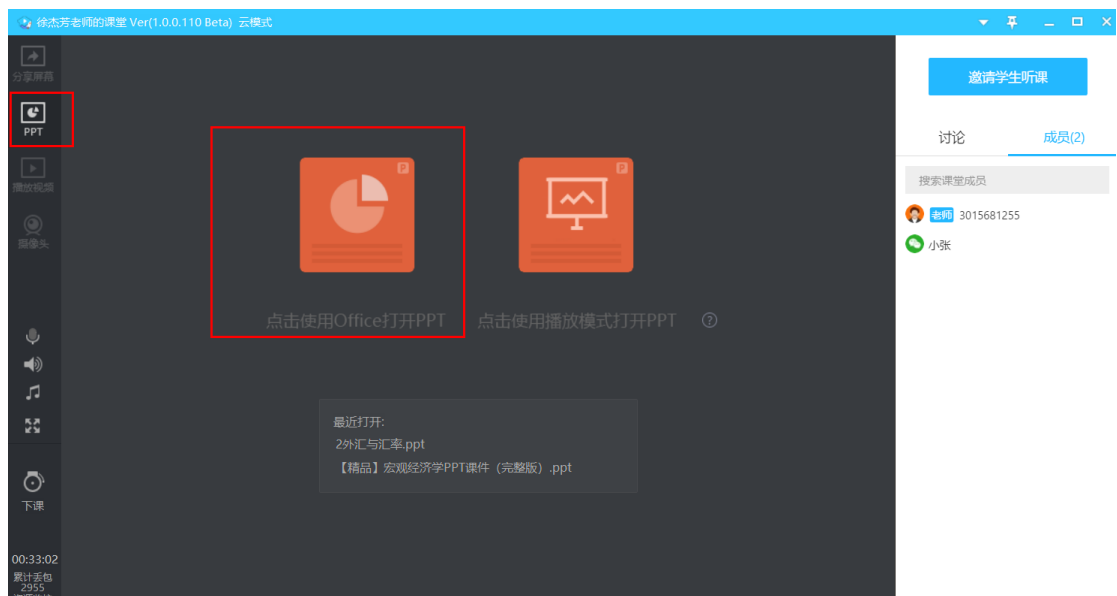 徐杰芳老师的课堂 Ver(1.0.0.110 Beta) 云模式
分享屏幕
PPT
播放视频
摄像头
下课
00:33:02
累计丢包
2955
P
P
点击使用Office打开PPT
点击使用播放模式打开PPT
?
最近打开:
2外汇与汇率.ppt
【精品】宏观经济学PPT课件（完整版）.ppt
邀请学生听课
讨论
成员(2)
搜索课堂成员
老师 3015681255
小张